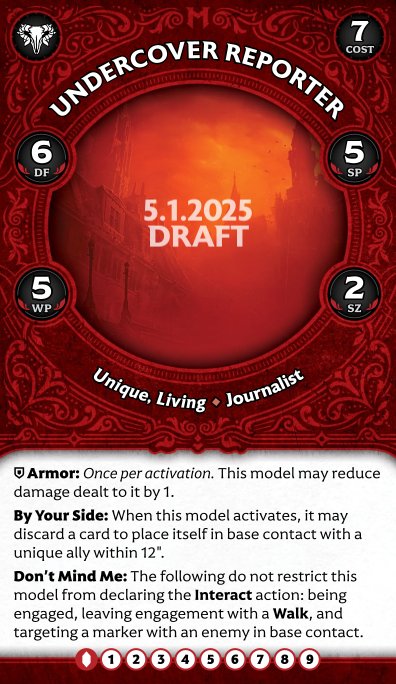 UNDERCOVER REPORTER
7
COST
6
DF
5
SP
5.1.2025
DRAFT
5
WP
2
SZ
Unique, Living ◆ Journalist
Armor: Once per activation. This model may reduce
damage dealt to it by 1.
By Your Side: When this model activates, it may
discard a card to place itself in base contact with a
unique ally within 12".
Don't Mind Me: The following do not restrict this
model from declaring the Interact action: being
engaged, leaving engagement with a Walk, and
targeting a marker with an enemy in base contact.
1 2 3 4 5 6 7 8 9